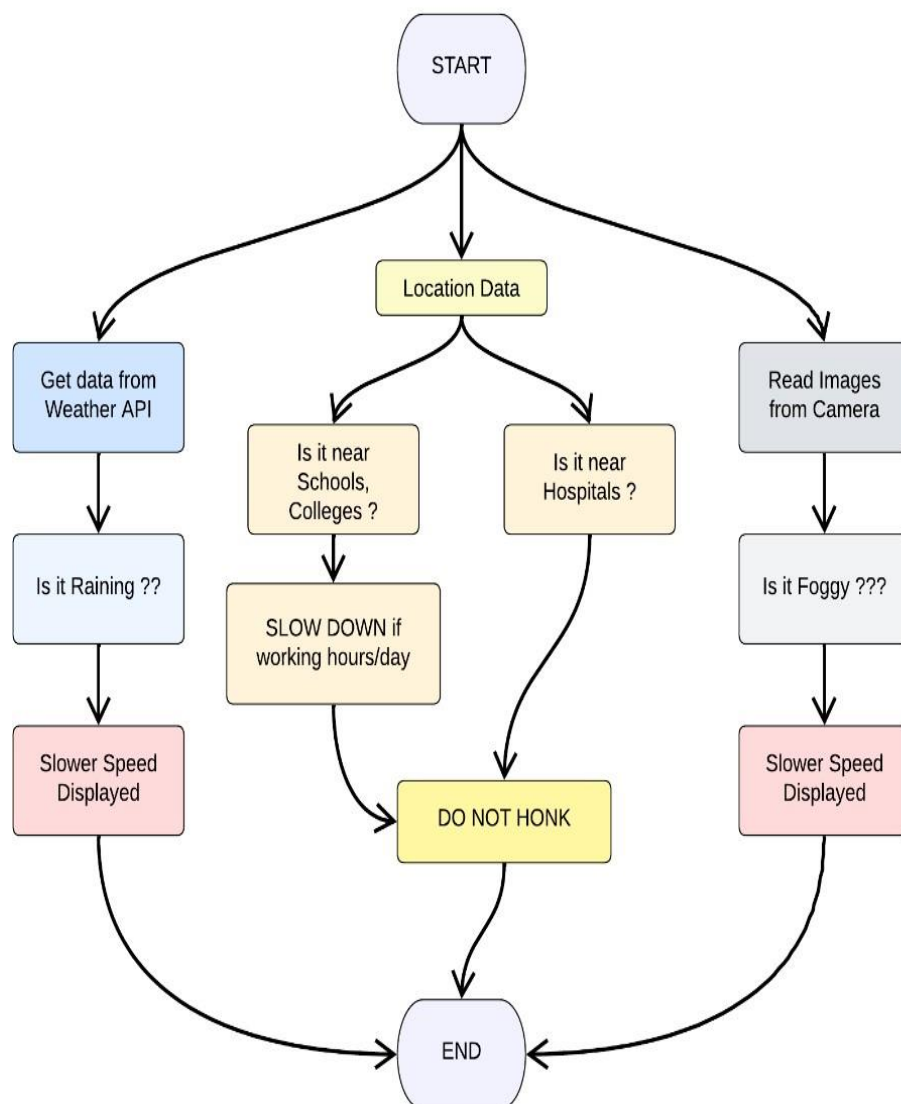 START
Location Data
Get data from
Weather API
Read Images
from Camera
Is it near
Schools,
Colleges ?
Is it near
Hospitals ?
Is it Raining ??
Is it Foggy ???
SLOW DOWN if
working hours/day
Slower Speed
Displayed
DO NOT HONK
Slower Speed
Displayed
END